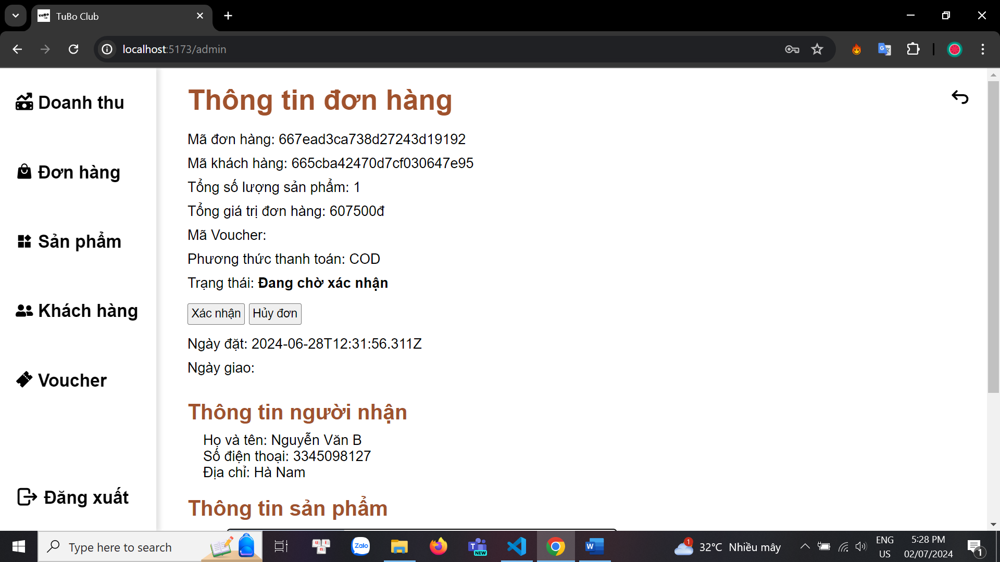 TuBo Club
localhost:5173/admin
Doanh thu
Đơn hàng
Sản phẩm
Khách hàng
Voucher
Đăng xuất
Thông tin đơn hàng
Mã đơn hàng: 667ead3ca738d27243d19192
Mã khách hàng: 665cba42470d7cf030647e95
Tổng số lượng sản phẩm: 1
Tổng giá trị đơn hàng: 607500đ
Mã Voucher:
Phương thức thanh toán: COD
Trạng thái: Đang chờ xác nhận
Xác nhận Hủy đơn
Ngày đặt: 2024-06-28T12:31:56.311Z
Ngày giao:
Thông tin người nhận
Họ và tên: Nguyễn Văn B
Số điện thoại: 3345098127
Địa chỉ: Hà Nam
Thông tin sản phẩm
Type here to search
Zalo
NEW
1
32°C Nhiều mây
ENG
US
5:28 PM
02/07/2024
1